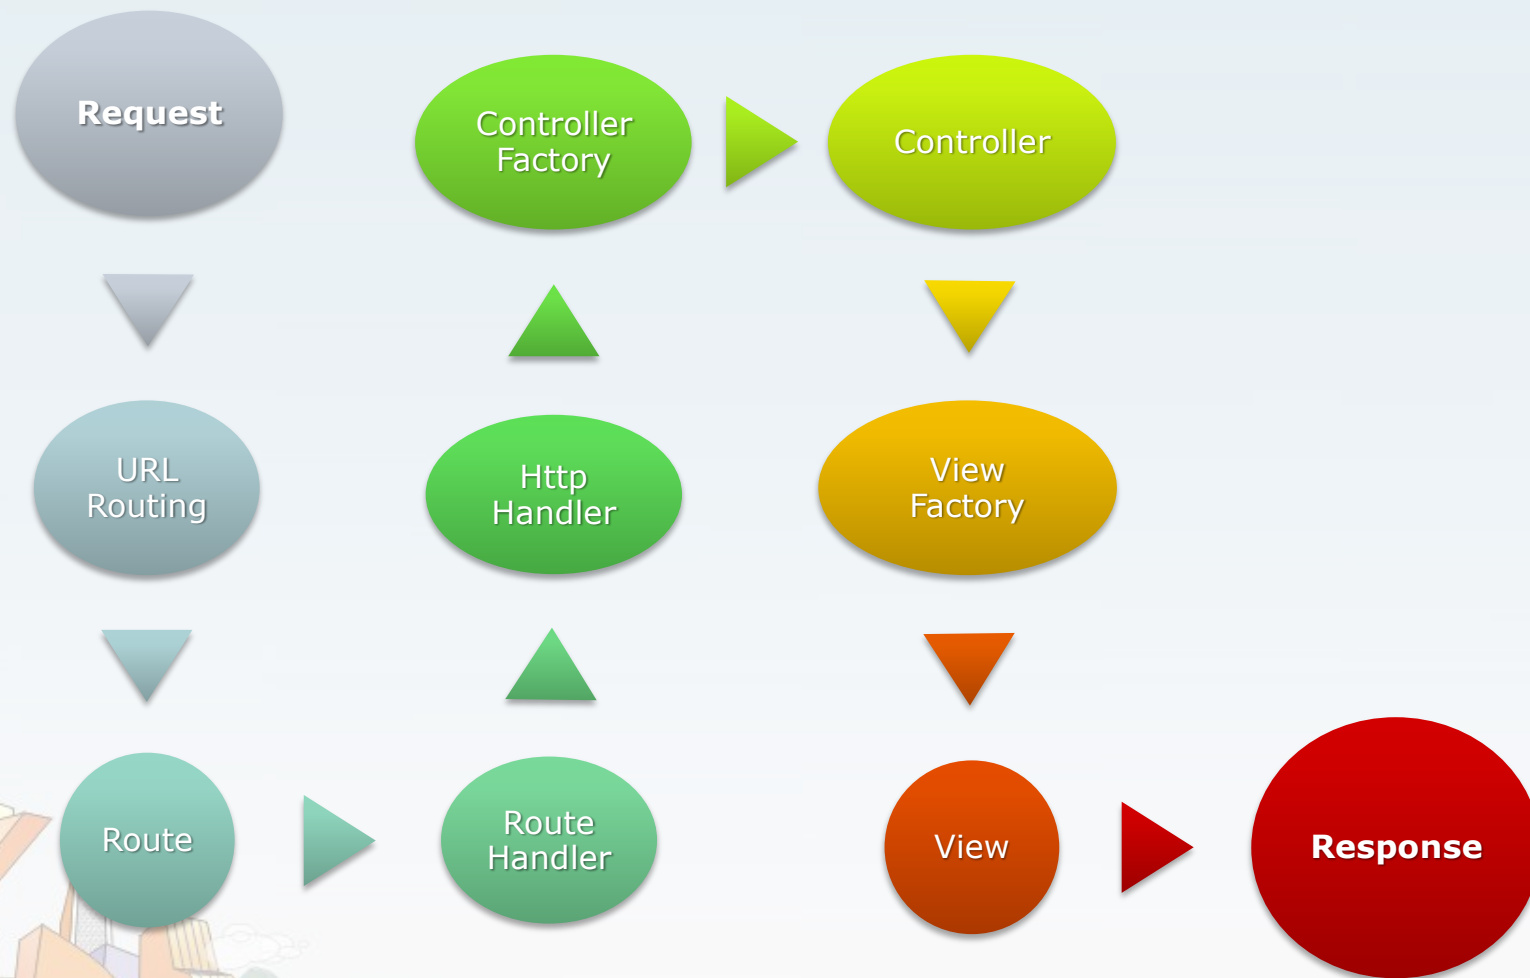 Request
URL
Routing
Route
Route
Handler
Http
Handler
Controller
Factory
Controller
View
Factory
View
Response